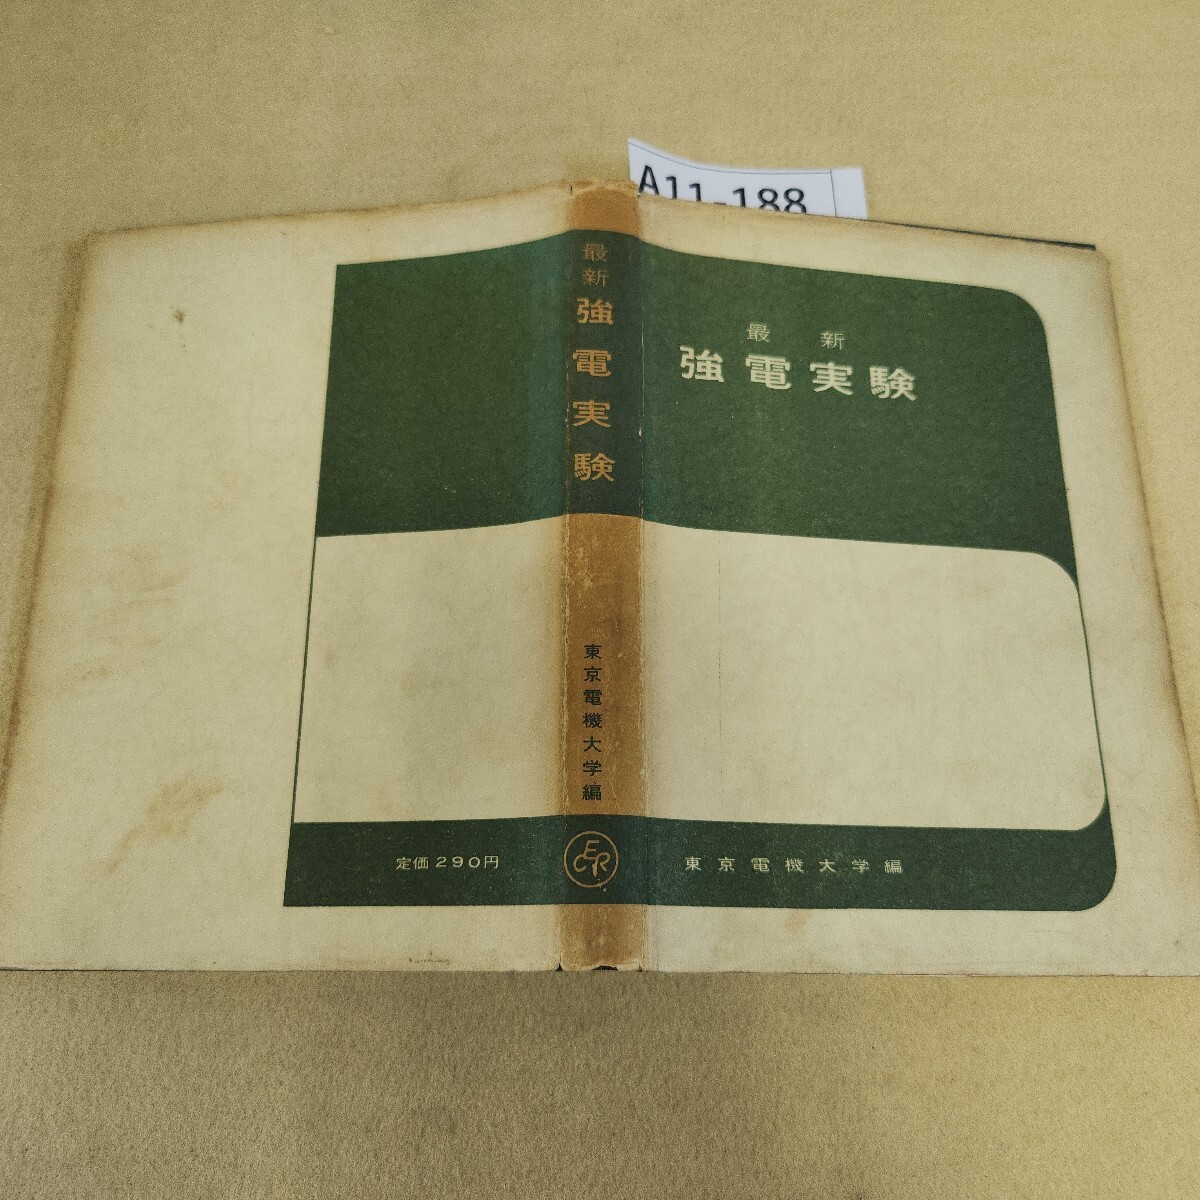 A11-188
最新
強電実験
東京電機大学編
ECR
最新
強電実験
東京電機大学編
定価290円